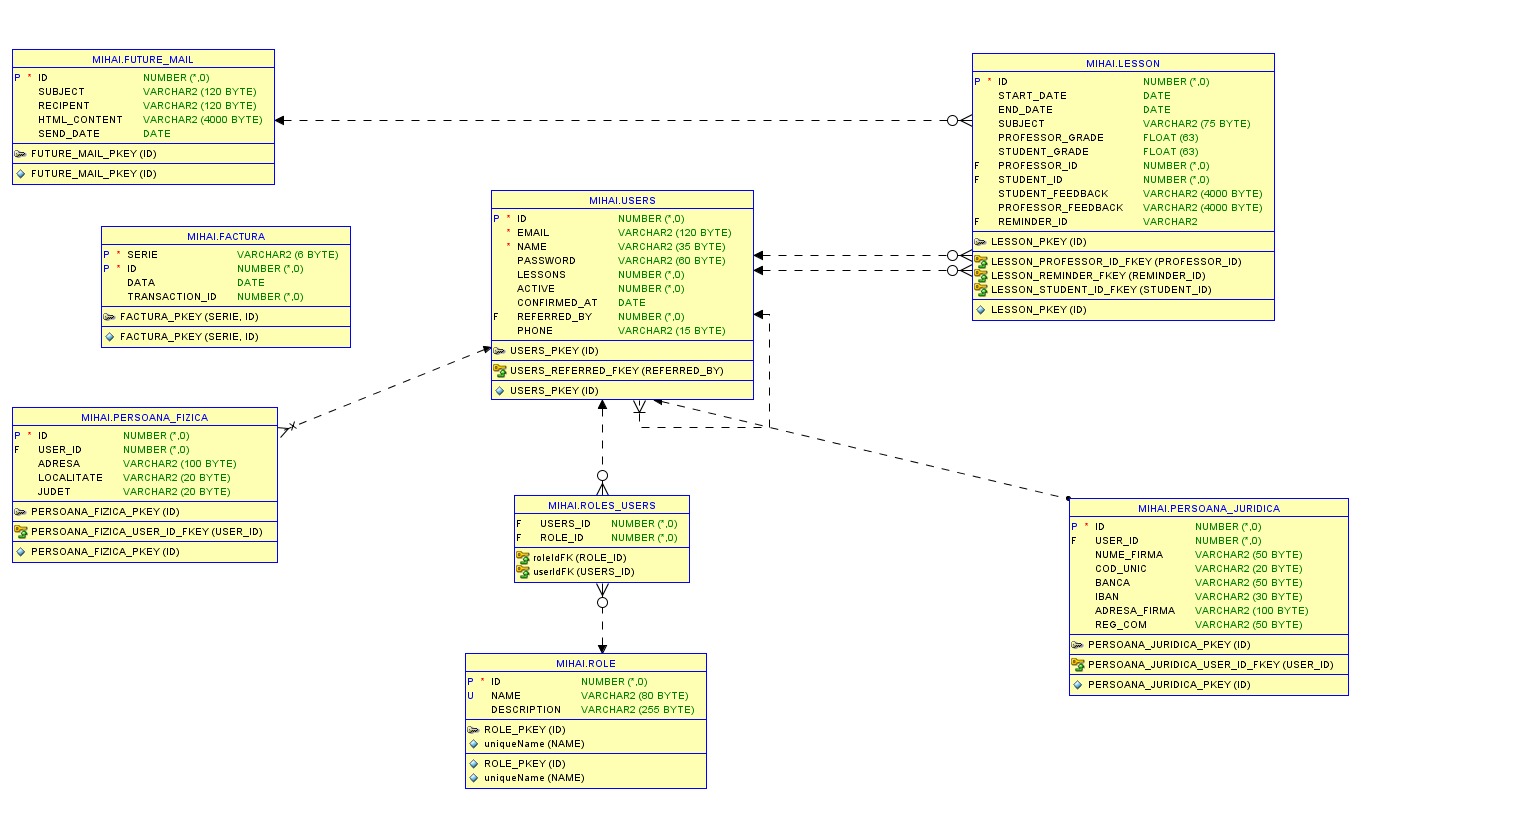 MIHAI.FUTURE_MAIL
P * ID NUMBER (*,0)
SUBJECT VARCHAR2 (120 BYTE)
RECIPENT VARCHAR2 (120 BYTE)
HTML_CONTENT VARCHAR2 (4000 BYTE)
SEND_DATE DATE
FUTURE_MAIL_PKEY (ID)
FUTURE_MAIL_PKEY (ID)
MIHAI.LESSON
P * ID NUMBER (*,0)
START_DATE DATE
END_DATE DATE
SUBJECT VARCHAR2 (75 BYTE)
PROFESSOR_GRADE FLOAT (63)
STUDENT_GRADE FLOAT (63)
F PROFESSOR_ID NUMBER (*,0)
F STUDENT_ID NUMBER (*,0)
STUDENT_FEEDBACK VARCHAR2 (4000 BYTE)
PROFESSOR_FEEDBACK VARCHAR2 (4000 BYTE)
F REMINDER_ID VARCHAR2
LESSON_PKEY (ID)
LESSON_PROFESSOR_ID_FKEY (PROFESSOR_ID)
LESSON_REMINDER_FKEY (REMINDER_ID)
LESSON_STUDENT_ID_FKEY (STUDENT_ID)
LESSON_PKEY (ID)
MIHAI.USERS
P * ID NUMBER (*,0)
* EMAIL VARCHAR2 (120 BYTE)
* NAME VARCHAR2 (35 BYTE)
PASSWORD VARCHAR2 (60 BYTE)
LESSONS NUMBER (*,0)
ACTIVE NUMBER (*,0)
CONFIRMED_AT DATE
F REFERRED_BY NUMBER (*,0)
PHONE VARCHAR2 (15 BYTE)
USERS_PKEY (ID)
USERS_REFERRED_FKEY (REFERRED_BY)
USERS_PKEY (ID)
MIHAI.FACTURA
P * SERIE VARCHAR2 (6 BYTE)
P * ID NUMBER (*,0)
DATA DATE
TRANSACTION_ID NUMBER (*,0)
FACTURA_PKEY (SERIE, ID)
FACTURA_PKEY (SERIE, ID)
MIHAI.PERSOANA_FIZICA
P * ID NUMBER (*,0)
F USER_ID NUMBER (*,0)
ADRESA VARCHAR2 (100 BYTE)
LOCALITATE VARCHAR2 (20 BYTE)
JUDET VARCHAR2 (20 BYTE)
PERSOANA_FIZICA_PKEY (ID)
PERSOANA_FIZICA_USER_ID_FKEY (USER_ID)
PERSOANA_FIZICA_PKEY (ID)
MIHAI.ROLES_USERS
F USERS_ID NUMBER (*,0)
F ROLE_ID NUMBER (*,0)
roleIdFK (ROLE_ID)
userIdFK (USERS_ID)
MIHAI.PERSOANA_JURIDICA
P * ID NUMBER (*,0)
F USER_ID NUMBER (*,0)
NUME_FIRMA VARCHAR2 (50 BYTE)
COD_UNIC VARCHAR2 (20 BYTE)
BANCA VARCHAR2 (50 BYTE)
IBAN VARCHAR2 (30 BYTE)
ADRESA_FIRMA VARCHAR2 (100 BYTE)
REG_COM VARCHAR2 (50 BYTE)
PERSOANA_JURIDICA_PKEY (ID)
PERSOANA_JURIDICA_USER_ID_FKEY (USER_ID)
PERSOANA_JURIDICA_PKEY (ID)
MIHAI.ROLE
P * ID NUMBER (*,0)
U NAME VARCHAR2 (80 BYTE)
DESCRIPTION VARCHAR2 (255 BYTE)
ROLE_PKEY (ID)
uniqueName (NAME)
ROLE_PKEY (ID)
uniqueName (NAME)